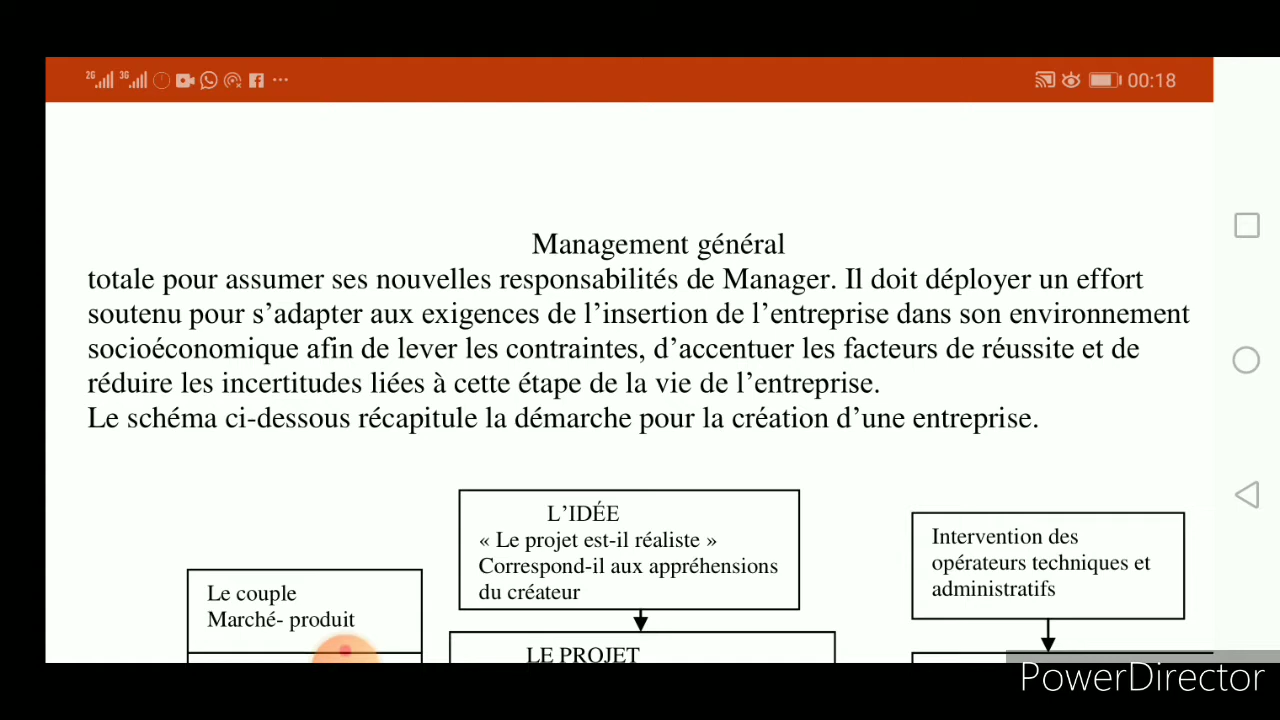 2G 3G 00:18
Management général
totale pour assumer ses nouvelles responsabilités de Manager. Il doit déployer un effort
soutenu pour s’adapter aux exigences de l’insertion de l’entreprise dans son environnement
socioéconomique afin de lever les contraintes, d’accentuer les facteurs de réussite et de
réduire les incertitudes liées à cette étape de la vie de l’entreprise.
Le schéma ci-dessous récapitule la démarche pour la création d’une entreprise.
L’IDÉE
« Le projet est-il réaliste »
Correspond-il aux appréhensions
du créateur
Intervention des
opérateurs techniques et
administratifs
Le couple
Marché- produit
LE PROJET
PowerDirector